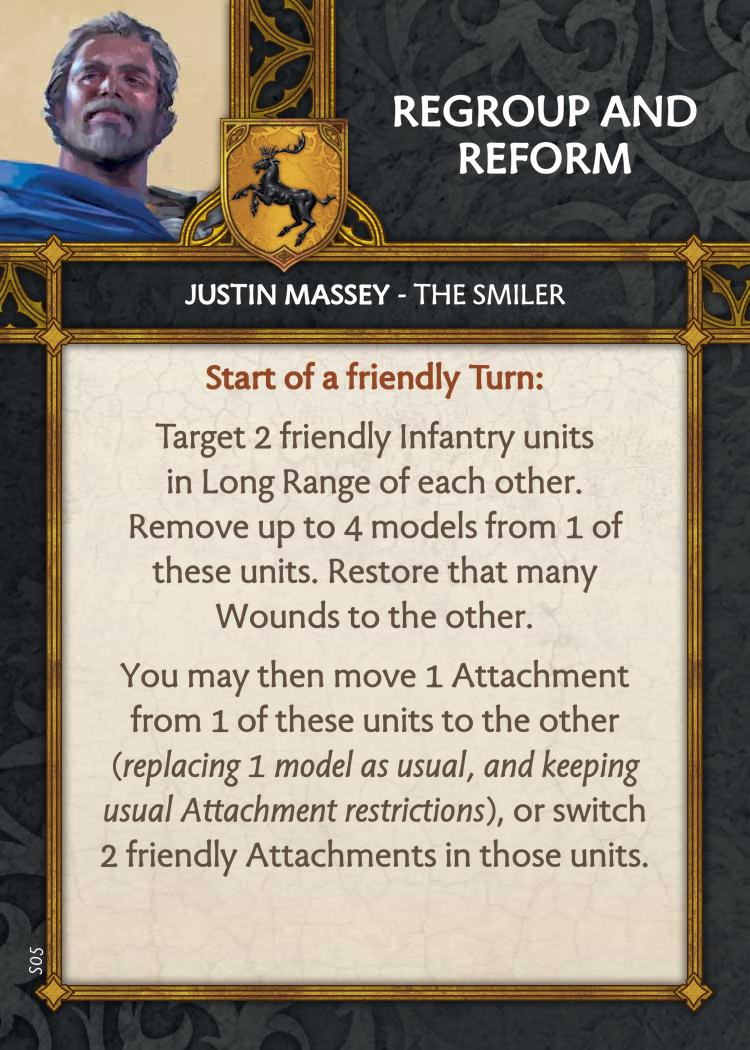 REGROUP AND
REFORM
JUSTIN MASSEY - THE SMILER
Start of a friendly Turn:
Target 2 friendly Infantry units
in Long Range of each other.
Remove up to 4 models from 1 of
these units. Restore that many
Wounds to the other.
You may then move 1 Attachment
from 1 of these units to the other
(replacing 1 model as usual, and keeping
usual Attachment restrictions), or switch
2 friendly Attachments in those units.
S05